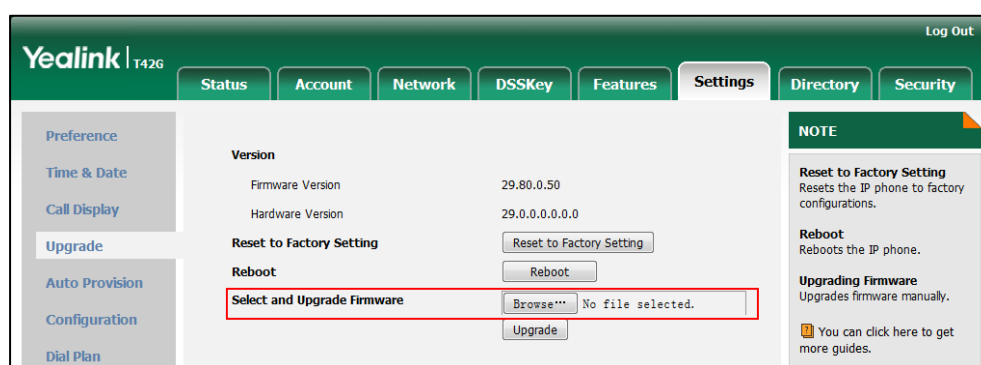 Log Out
Yealink T42G
Status Account Network DSSKey Features Settings Directory Security
Preference
Time & Date
Call Display
Upgrade
Auto Provision
Configuration
Dial Plan
Version
Firmware Version 29.80.0.50
Hardware Version 29.0.0.0.0.0.0
Reset to Factory Setting Reset to Factory Setting
Reboot Reboot
Select and Upgrade Firmware Browse... No file selected.
Upgrade
NOTE
Reset to Factory Setting
Resets the IP phone to factory
configurations.
Reboot
Reboots the IP phone.
Upgrading Firmware
Upgrades firmware manually.
You can click here to get
more guides.